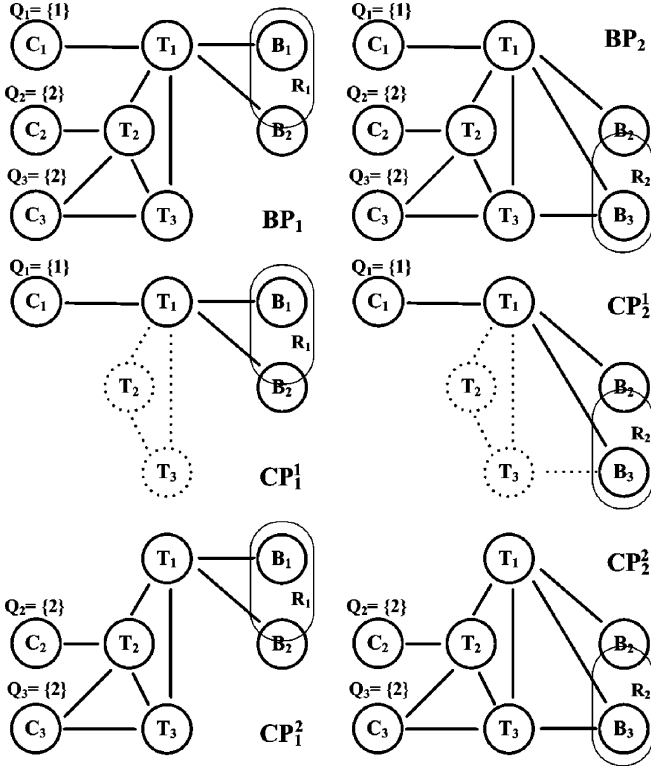 Q₁= {1} Q₁= {1}
C₁ T₁ B₁ C₁ T₁ BP₂
R₁
Q₂= {2} Q₂= {2}
C₂ T₂ B₂ C₂ T₂ B₂
Q₃= {2} Q₃= {2} R₂
C₃ T₃ BP₁ C₃ T₃ B₃
Q₁= {1} Q₁= {1}
C₁ T₁ B₁ C₁ T₁ CP₂¹
R₁
T₂ B₂ T₂ B₂
R₂
T₃ CP₁¹ T₃ B₃
T₁ B₁ T₁ CP₂²
R₁
Q₂= {2} Q₂= {2}
C₂ T₂ B₂ C₂ T₂ B₂
Q₃= {2} Q₃= {2} R₂
C₃ T₃ CP₁² C₃ T₃ B₃